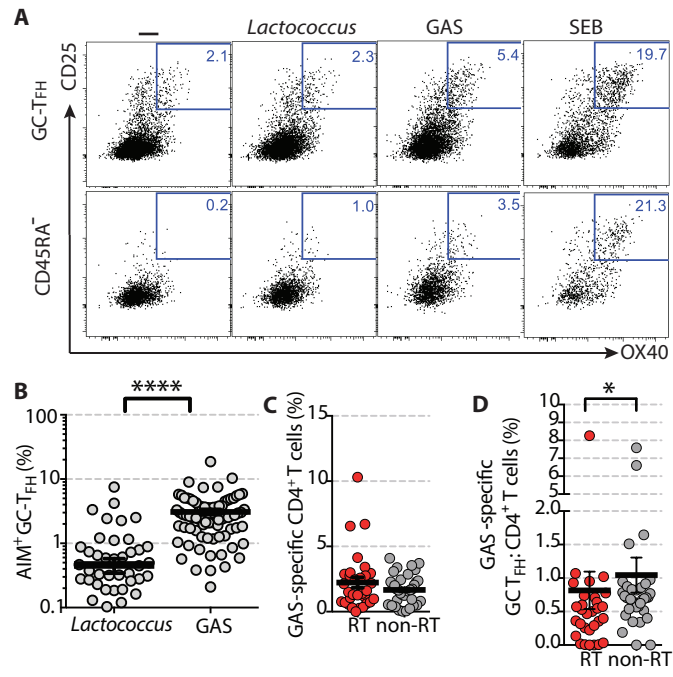 A
— Lactococcus GAS SEB
GC-TFH
CD25
2.1 2.3 5.4 19.7
CD45RA⁻
0.2 1.0 3.5 21.3
OX40
B
****
AIM⁺ GC-TFH (%)
100
10
1
0.1
Lactococcus GAS
C
GAS-specific CD4⁺ T cells (%)
15
10
5
0
RT non-RT
D
*
GAS -specific
GCTFH: CD4⁺ T cells (%)
10
9
8
7
6
5
2.0
1.5
1.0
0.5
0.0
RT non-RT